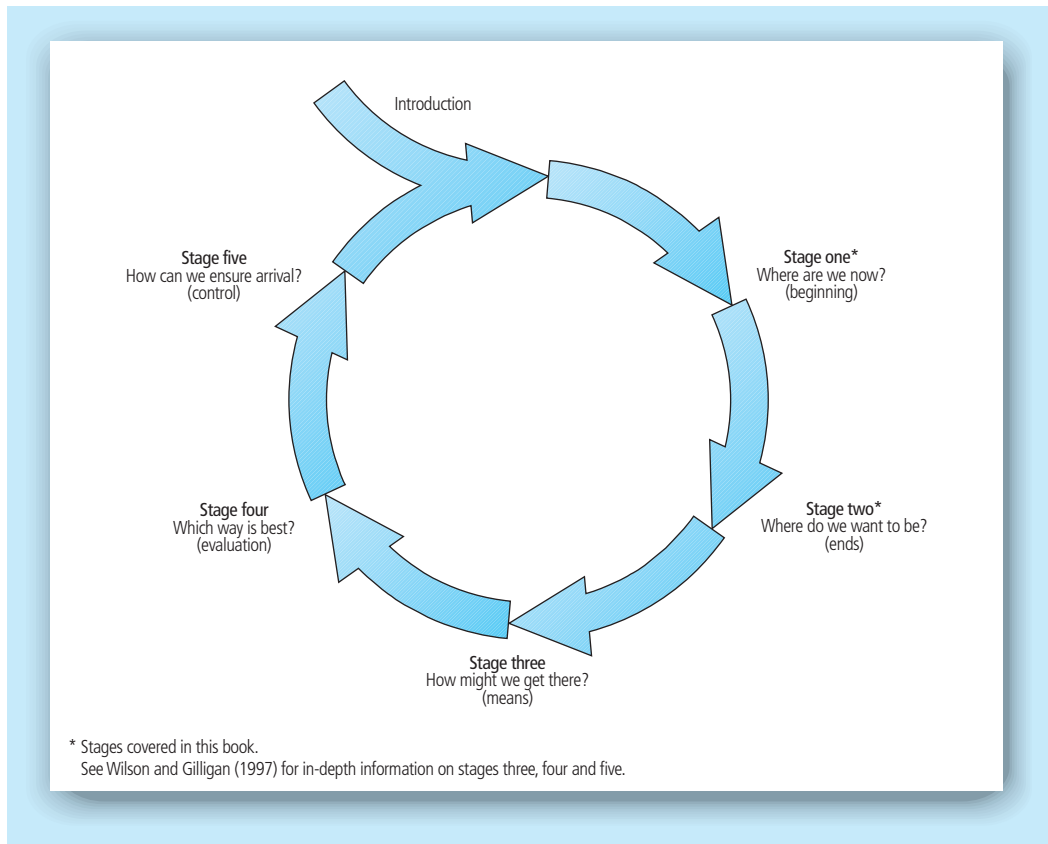 Introduction
Stage one*
Where are we now?
(beginning)
Stage two*
Where do we want to be?
(ends)
Stage three
How might we get there?
(means)
Stage four
Which way is best?
(evaluation)
Stage five
How can we ensure arrival?
(control)
* Stages covered in this book.
See Wilson and Gilligan (1997) for in-depth information on stages three, four and five.